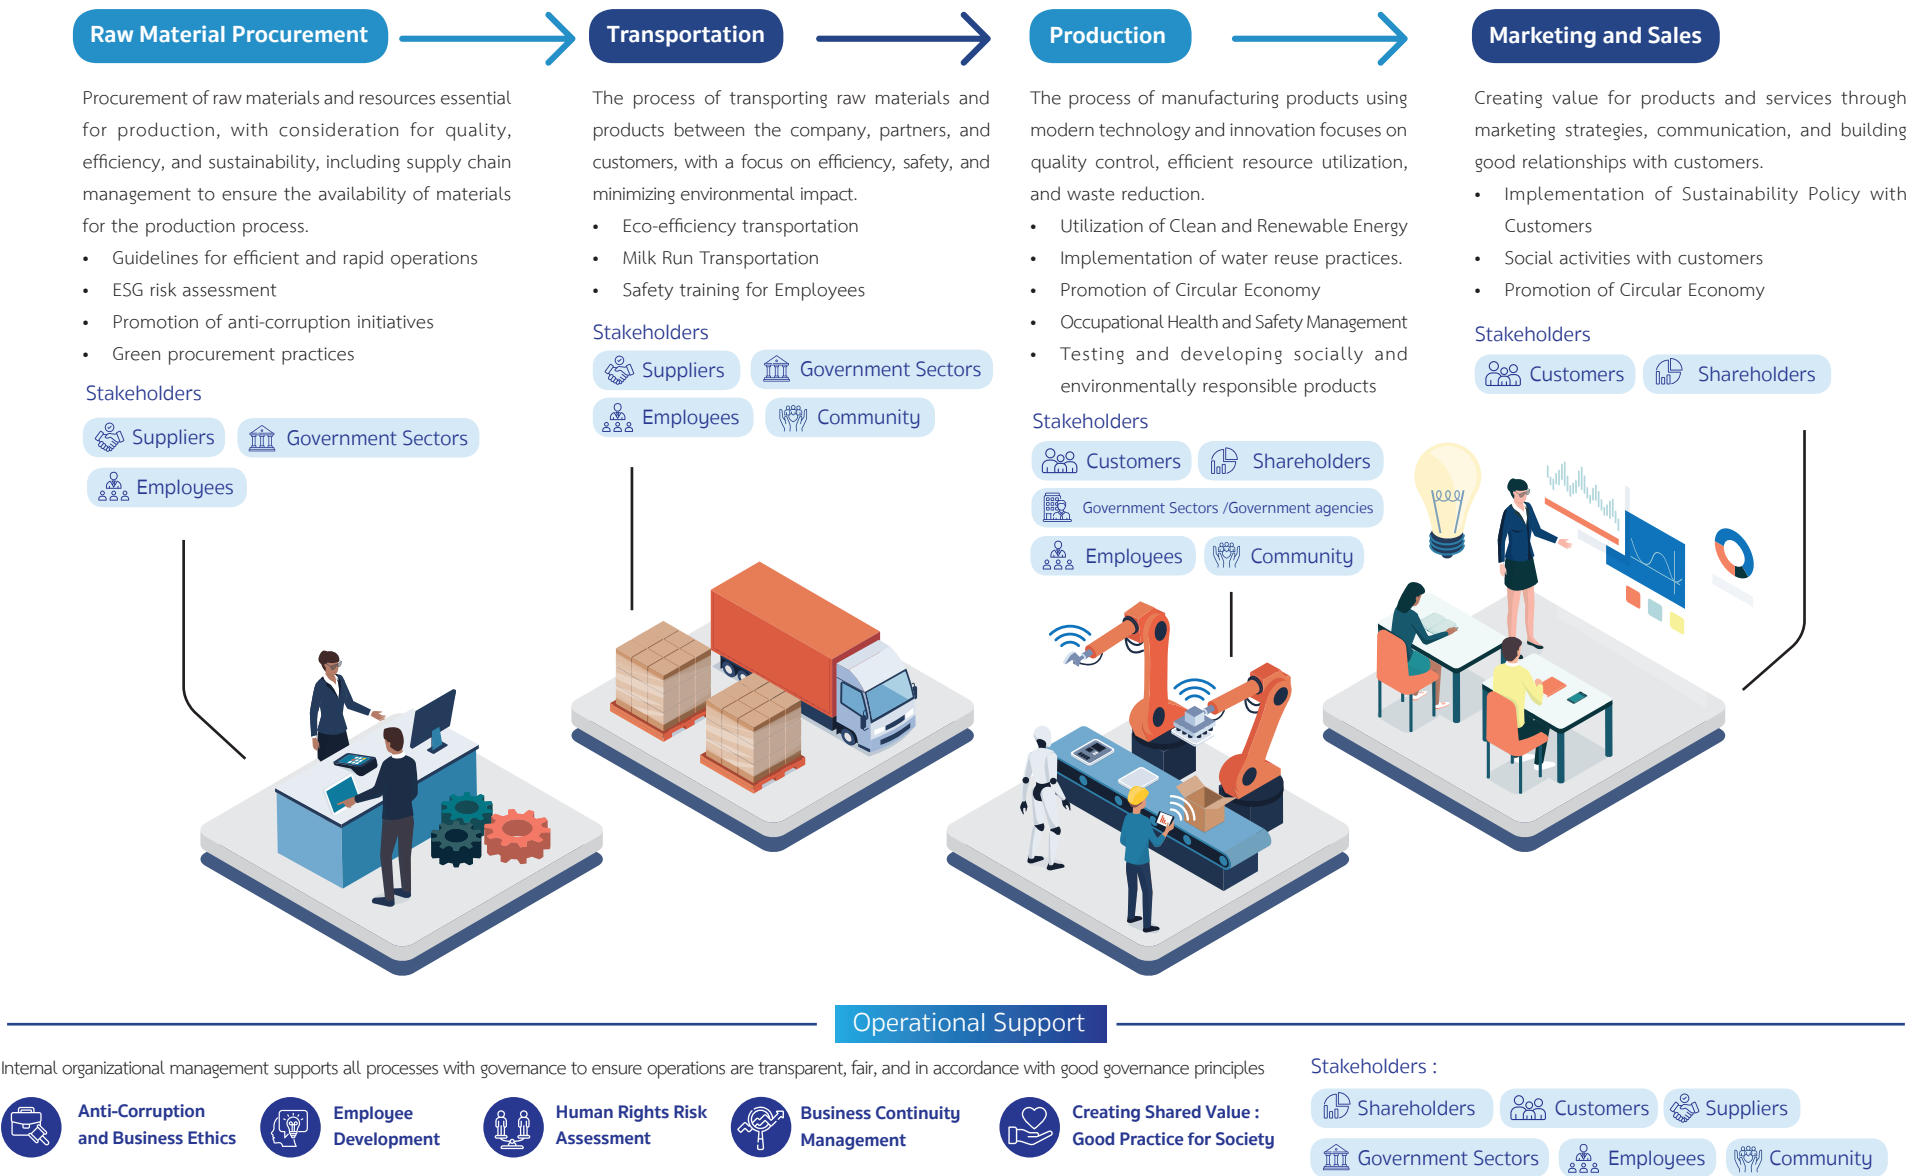 Raw Material Procurement
Procurement of raw materials and resources essential
for production, with consideration for quality,
efficiency, and sustainability, including supply chain
management to ensure the availability of materials
for the production process.
• Guidelines for efficient and rapid operations
• ESG risk assessment
• Promotion of anti-corruption initiatives
• Green procurement practices
Stakeholders
Suppliers
Government Sectors
Employees
Transportation
The process of transporting raw materials and
products between the company, partners, and
customers, with a focus on efficiency, safety, and
minimizing environmental impact.
• Eco-efficiency transportation
• Milk Run Transportation
• Safety training for Employees
Stakeholders
Suppliers
Government Sectors
Employees
Community
Production
The process of manufacturing products using
modern technology and innovation focuses on
quality control, efficient resource utilization,
and waste reduction.
• Utilization of Clean and Renewable Energy
• Implementation of water reuse practices.
• Promotion of Circular Economy
• Occupational Health and Safety Management
• Testing and developing socially and
environmentally responsible products
Stakeholders
Customers
Shareholders
Government Sectors /Government agencies
Employees
Community
Marketing and Sales
Creating value for products and services through
marketing strategies, communication, and building
good relationships with customers.
• Implementation of Sustainability Policy with
Customers
• Social activities with customers
• Promotion of Circular Economy
Stakeholders
Customers
Shareholders
Operational Support
Internal organizational management supports all processes with governance to ensure operations are transparent, fair, and in accordance with good governance principles
Anti-Corruption
and Business Ethics
Employee
Development
Human Rights Risk
Assessment
Business Continuity
Management
Creating Shared Value :
Good Practice for Society
Stakeholders :
Shareholders
Customers
Suppliers
Government Sectors
Employees
Community